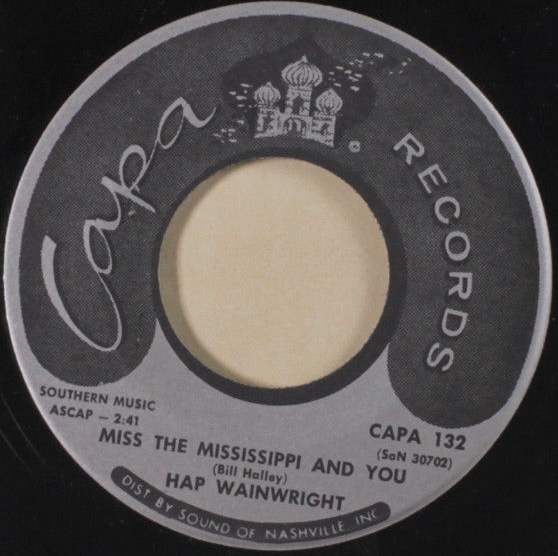 Capa RECORDS
©
SOUTHERN MUSIC
ASCAP — 2:41
CAPA 132
(SoN 30702)
MISS THE MISSISSIPPI AND YOU
(Bill Halley)
HAP WAINWRIGHT
DIST BY SOUND OF NASHVILLE INC